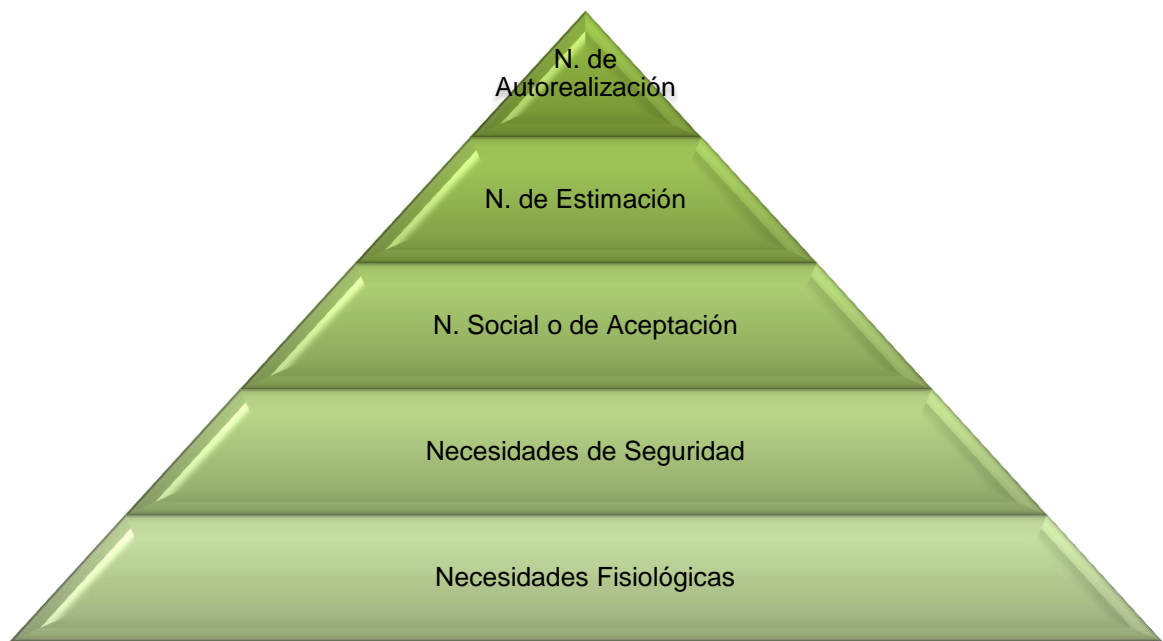 N. de
Autorealización
N. de Estimación
N. Social o de Aceptación
Necesidades de Seguridad
Necesidades Fisiológicas